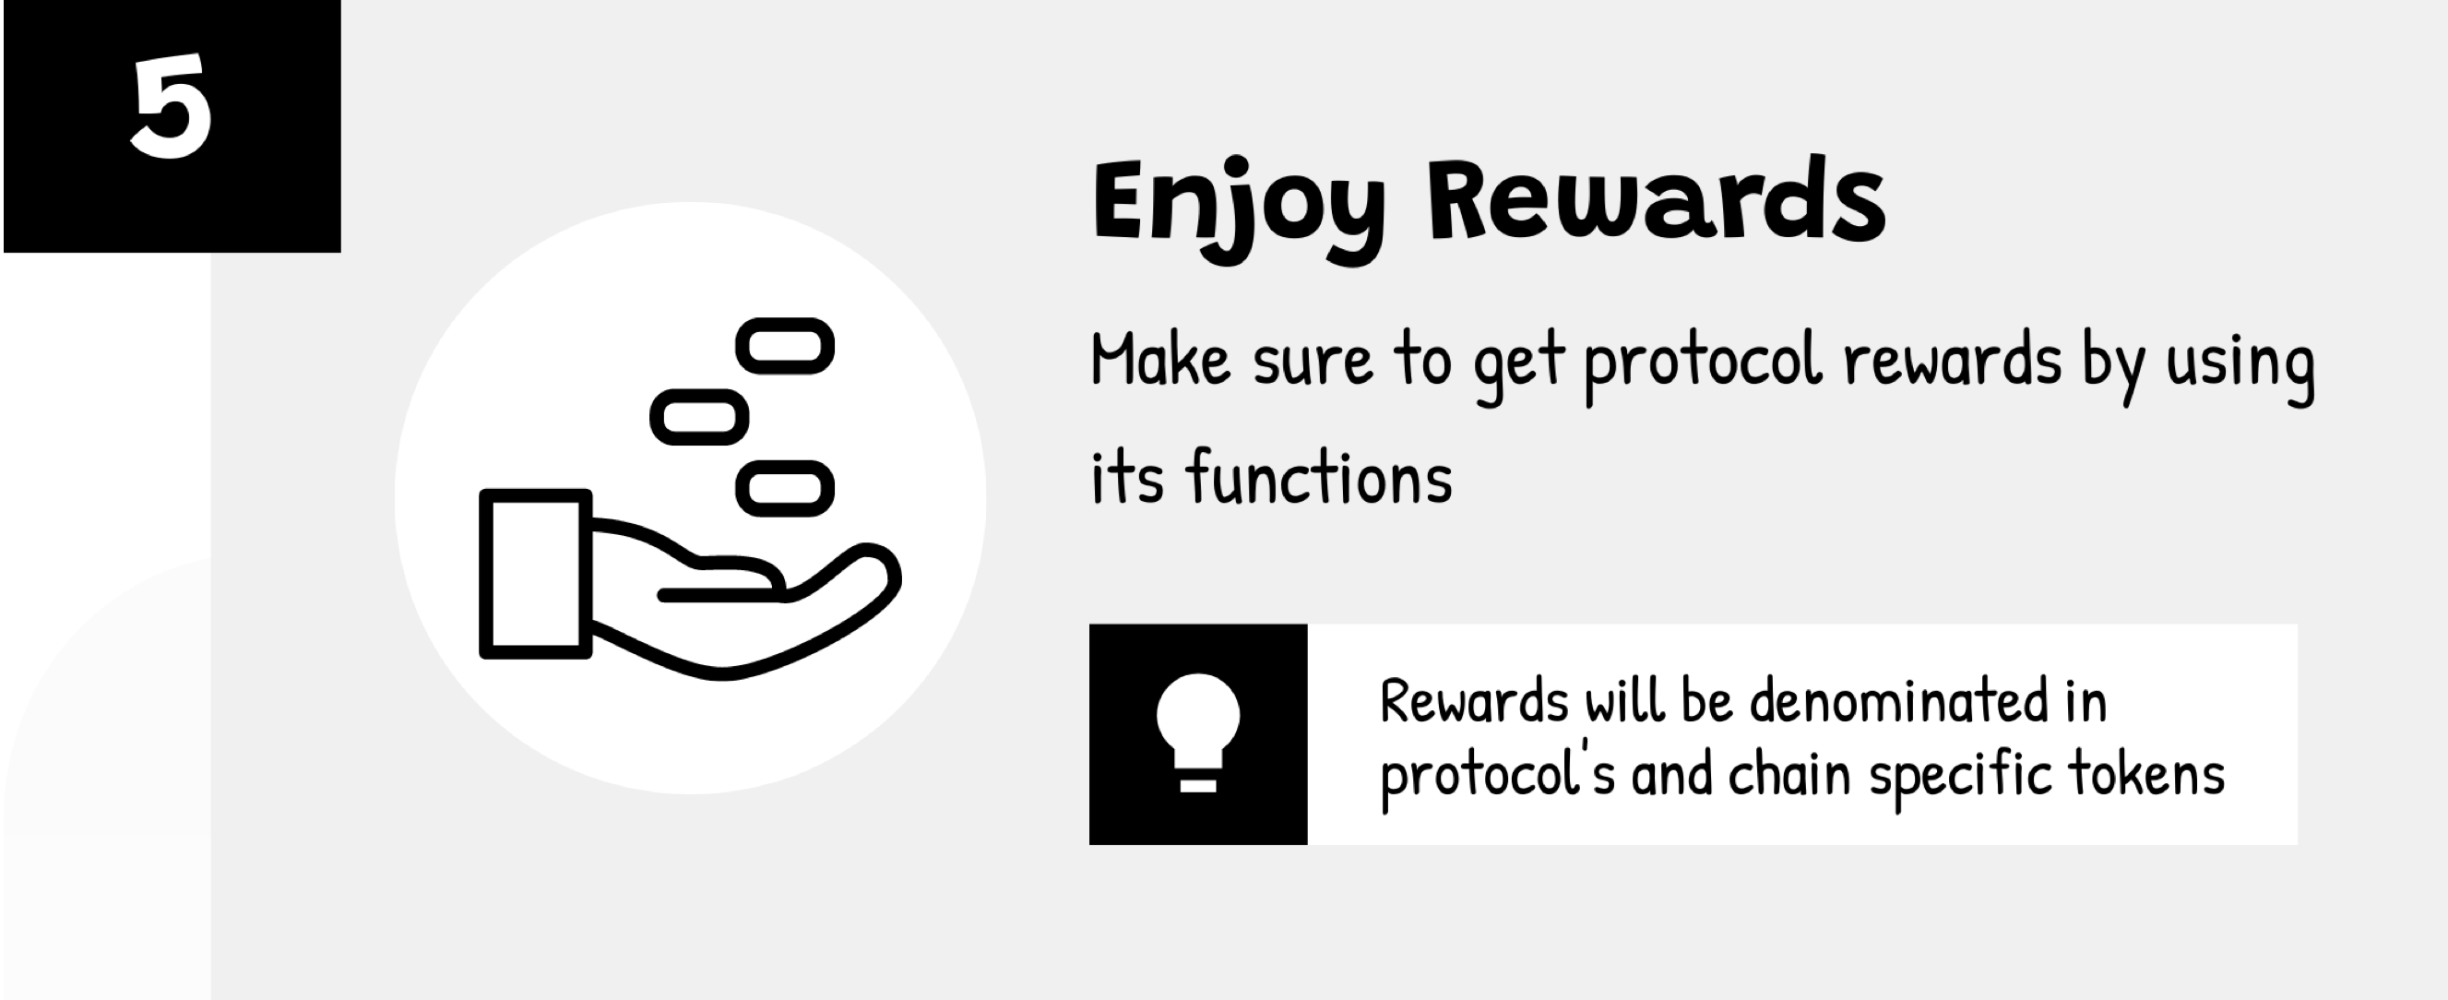 5
Enjoy Rewards
Make sure to get protocol rewards by using
its functions
Rewards will be denominated in
protocol's and chain specific tokens